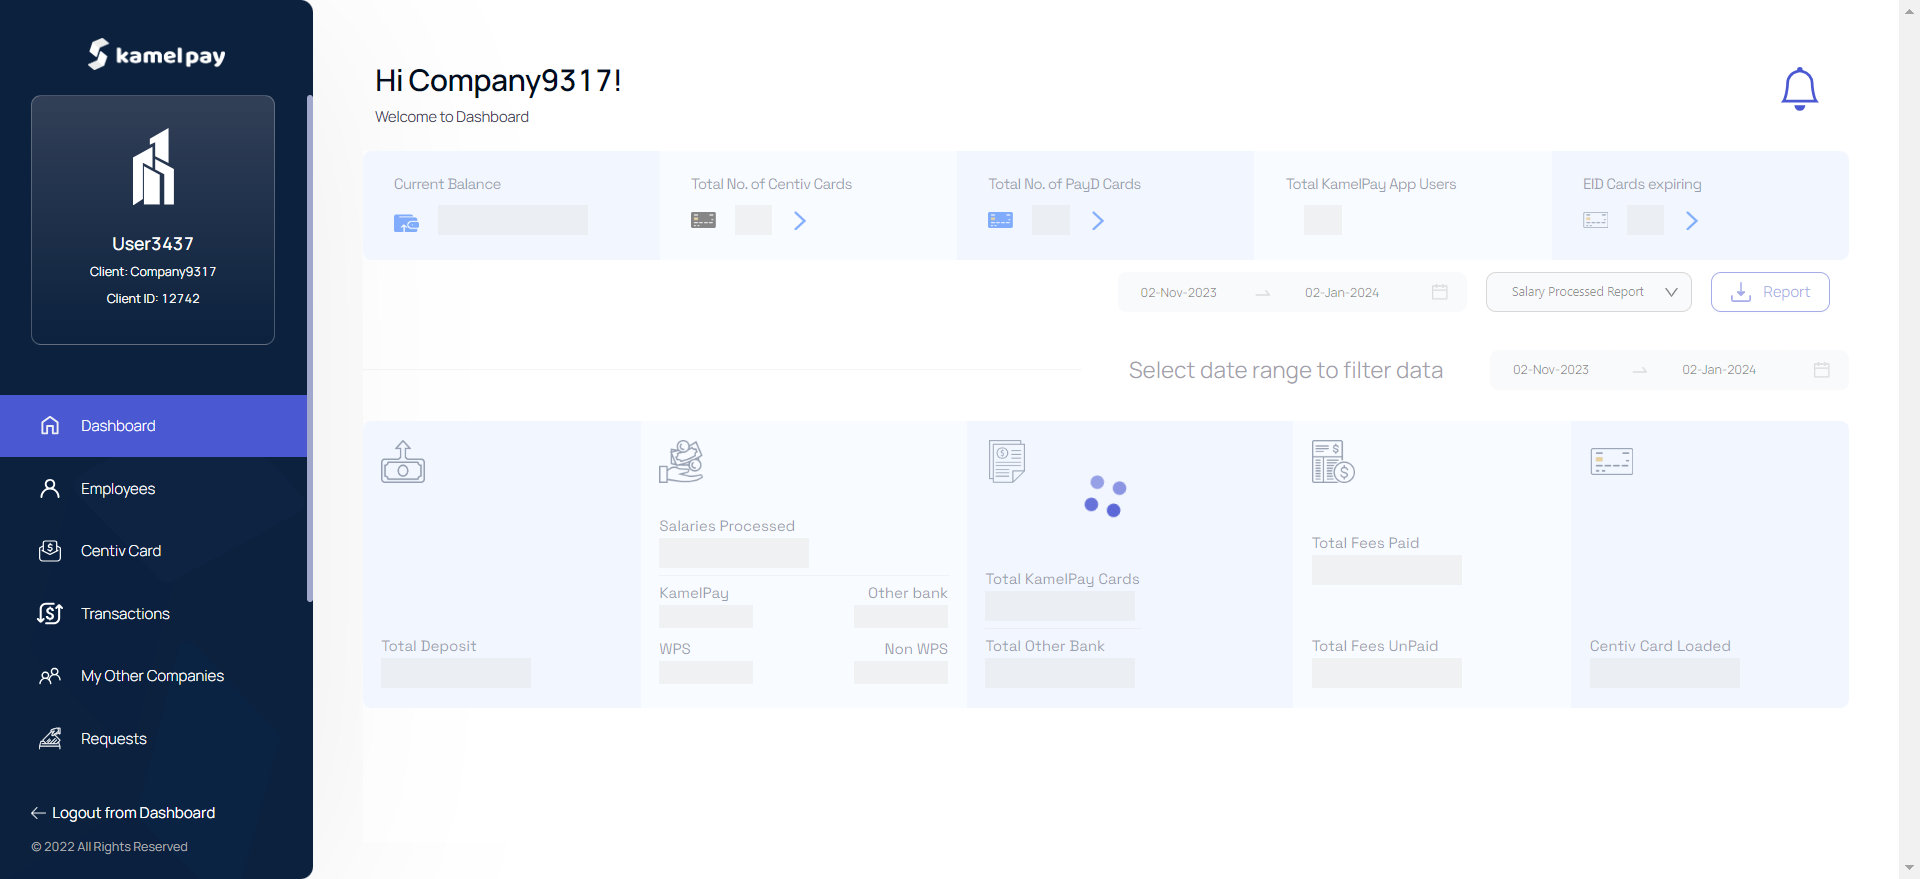 kamelpay
User3437
Client: Company9317
Client ID: 12742
Dashboard
Employees
Centiv Card
Transactions
My Other Companies
Requests
Logout from Dashboard
© 2022 All Rights Reserved
Hi Company9317!
Welcome to Dashboard
Current Balance
Total No. of Centiv Cards
Total No. of PayD Cards
Total KamelPay App Users
EID Cards expiring
02-Nov-2023
02-Jan-2024
Salary Processed Report
Report
Select date range to filter data
02-Nov-2023
02-Jan-2024
Total Deposit
Salaries Processed
KamelPay
Other bank
WPS
Non WPS
Total KamelPay Cards
Total Other Bank
Total Fees Paid
Total Fees UnPaid
Centiv Card Loaded